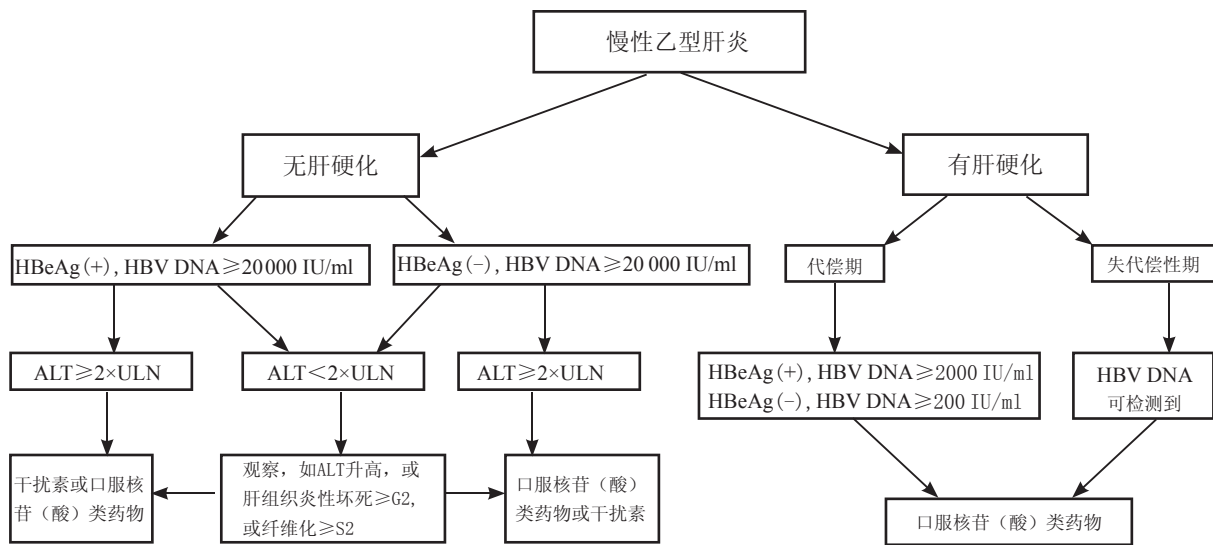 慢性乙型肝炎
无肝硬化
有肝硬化
HBeAg(+), HBV DNA≥20000 IU/ml
HBeAg(-), HBV DNA≥20 000 IU/ml
代偿期
失代偿性期
ALT≥2×ULN
ALT<2×ULN
ALT≥2×ULN
HBeAg(+), HBV DNA≥2000 IU/ml
HBeAg(-), HBV DNA≥200 IU/ml
HBV DNA
可检测到
干扰素或口服核
苷（酸）类药物
观察，如ALT升高，或
肝组织炎性坏死≥G2,
或纤维化≥S2
口服核苷（酸）
类药物或干扰素
口服核苷（酸）类药物